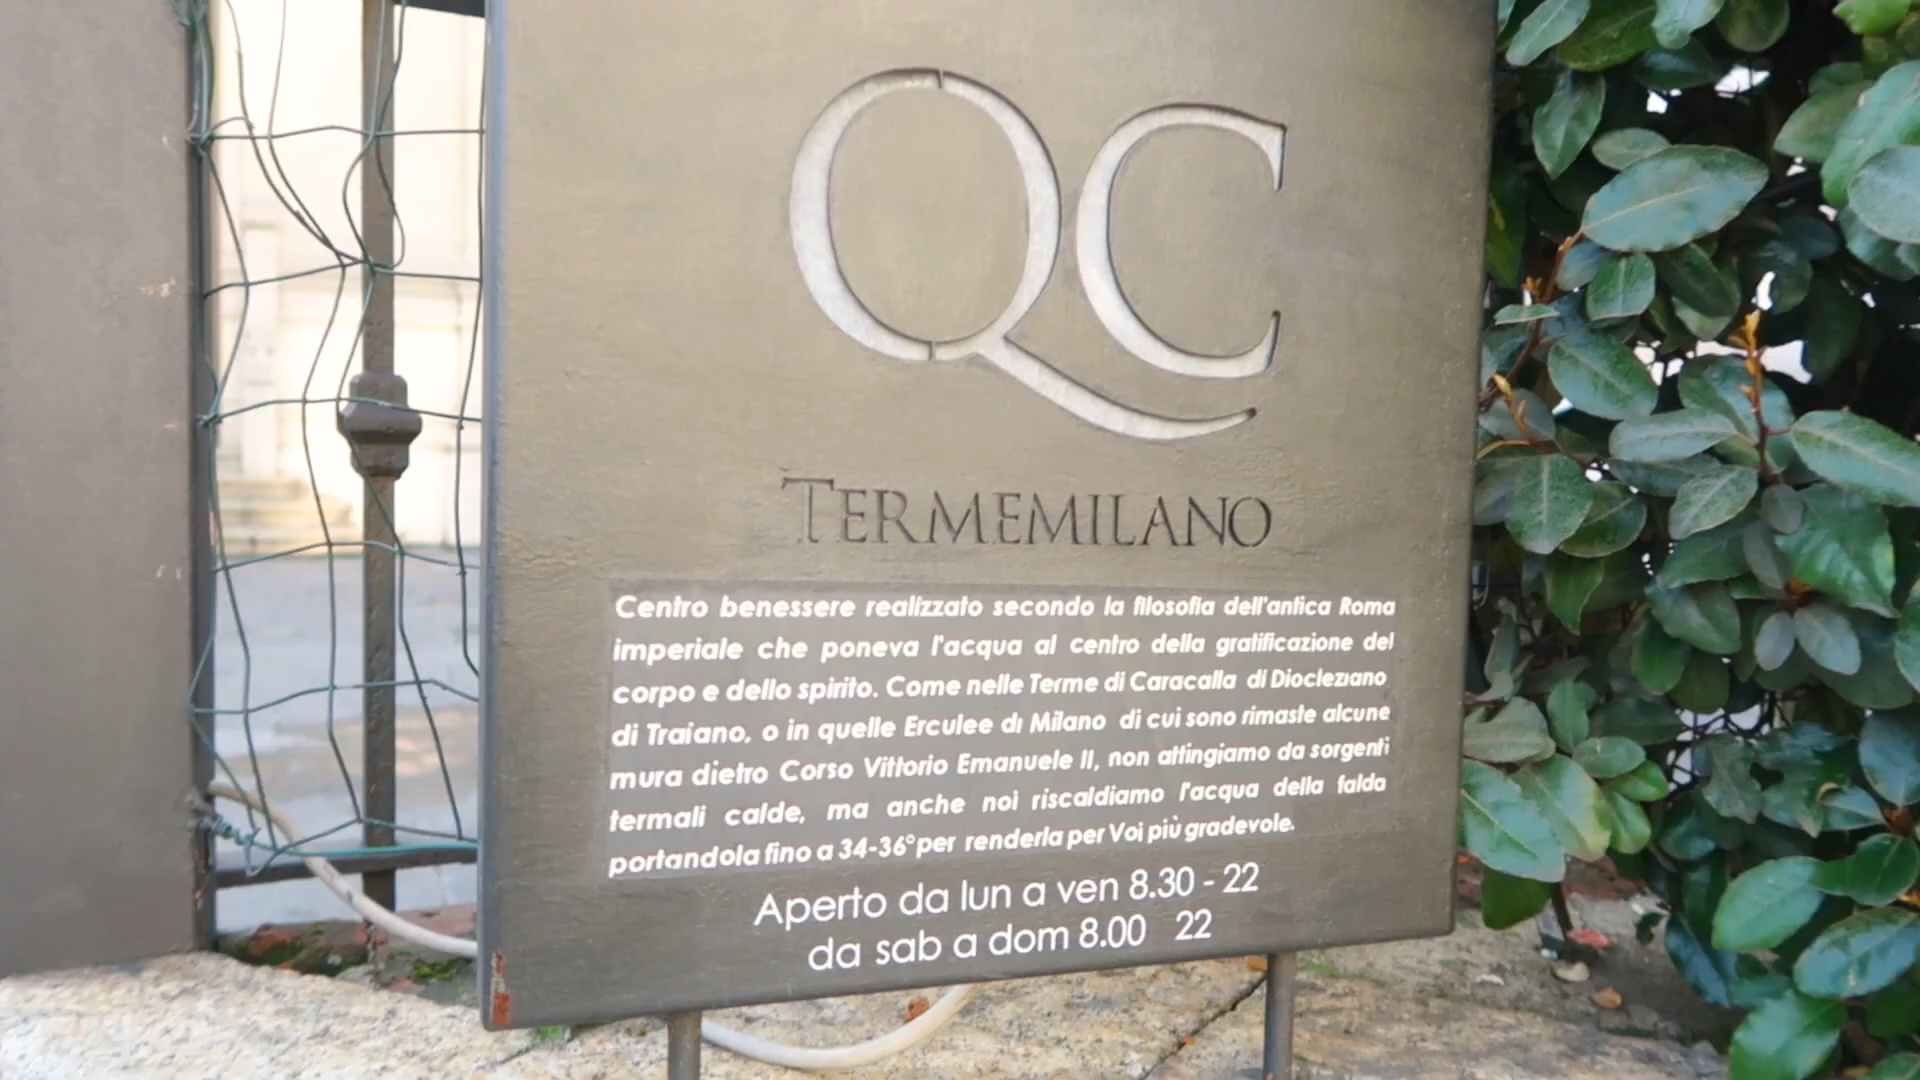 QC
TERMEMILANO
Centro benessere realizzato secondo la filosofia dell'antica Roma
imperiale che poneva l'acqua al centro della gratificazione del
corpo e dello spirito. Come nelle Terme di Caracalla di Diocleziano
di Traiano, o in quelle Erculee di Milano di cui sono rimaste alcune
mura dietro Corso Vittorio Emanuele II, non attingiamo da sorgenti
termali calde, ma anche noi riscaldiamo l'acqua della falda
portandola fino a 34-36° per renderla per Voi più gradevole.
Aperto da lun a ven 8.30 - 22
da sab a dom 8.00 22